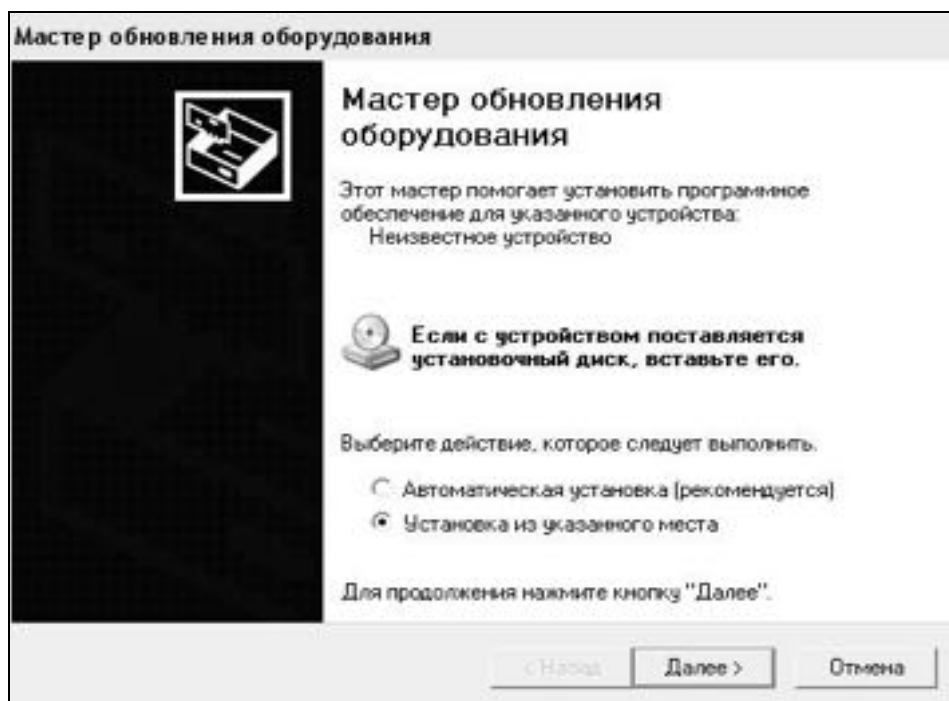 Мастер обновления оборудования
Мастер обновления
оборудования
Этот мастер помогает установить программное
обеспечение для указанного устройства:
Неизвестное устройство
Если с устройством поставляется
установочный диск, вставьте его.
Выберите действие, которое следует выполнить.
Автоматическая установка (рекомендуется)
Установка из указанного места
Для продолжения нажмите кнопку "Далее".
< Назад
Далее >
Отмена